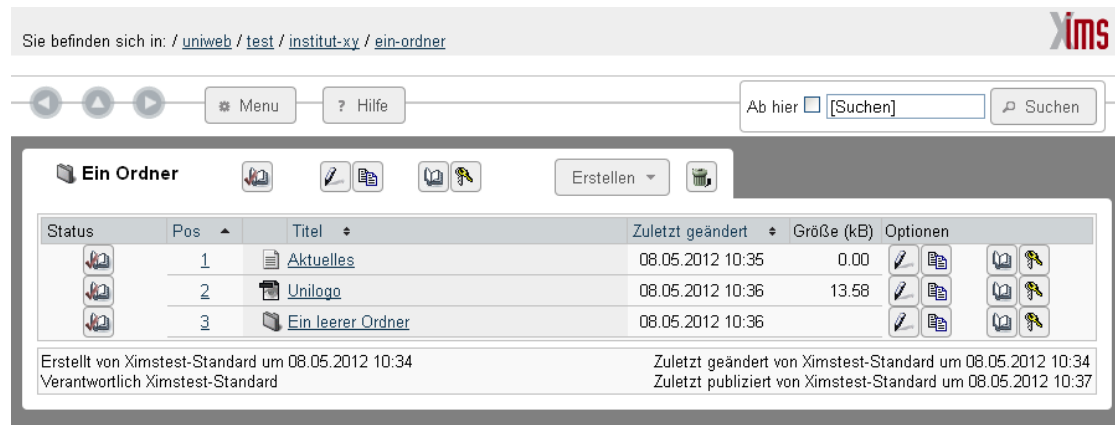 Xims
Sie befinden sich in: / uniweb / test / institut-xy / ein-ordner
Menu ? Hilfe Ab hier [Suchen] Suchen
Ein Ordner Erstellen
Status Pos Titel Zuletzt geändert Größe (kB) Optionen
1 Aktuelles 08.05.2012 10:35 0.00
2 Unilogo 08.05.2012 10:36 13.58
3 Ein leerer Ordner 08.05.2012 10:36
Erstellt von Ximstest-Standard um 08.05.2012 10:34 Zuletzt geändert von Ximstest-Standard um 08.05.2012 10:34
Verantwortlich Ximstest-Standard Zuletzt publiziert von Ximstest-Standard um 08.05.2012 10:37